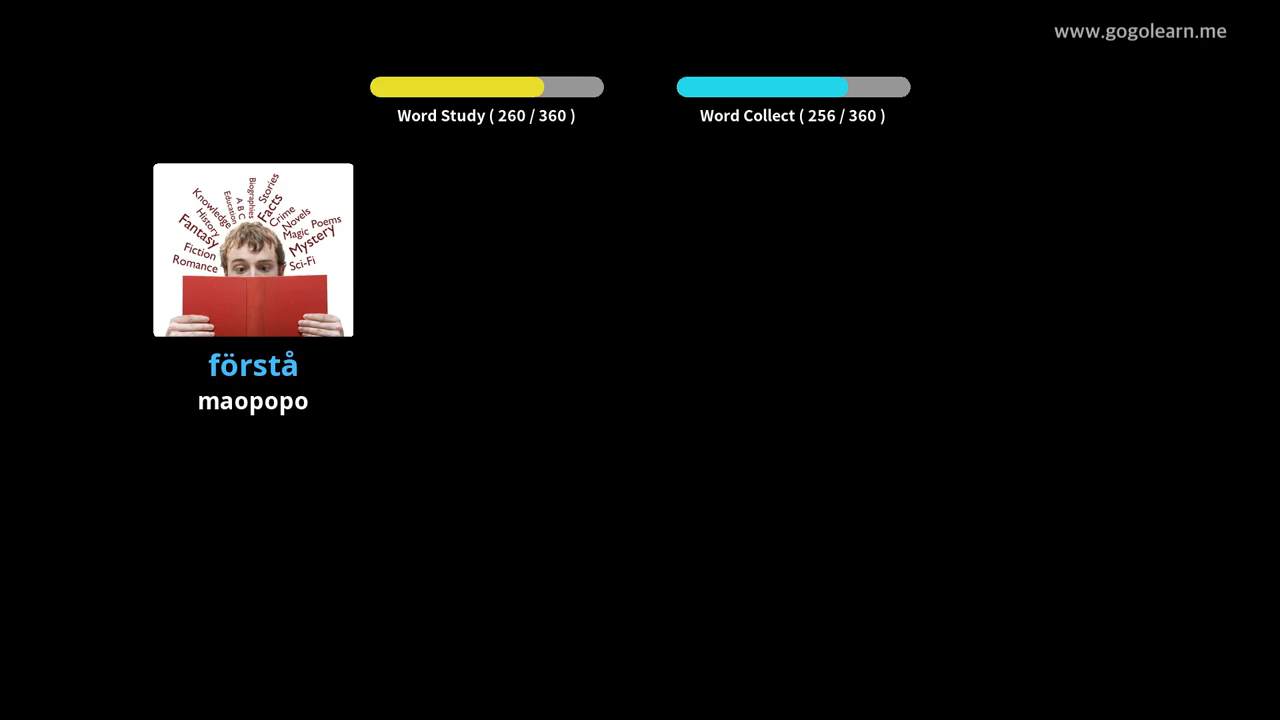 www.gogolearn.me
Word Study ( 260 / 360 )
Word Collect ( 256 / 360 )
Biographies
Stories
Knowledge
Education
A B C
Facts
Crime
History
Novels
Fantasy
Magic
Poems
Mystery
Fiction
Romance
Sci-Fi
förstå
maopopo